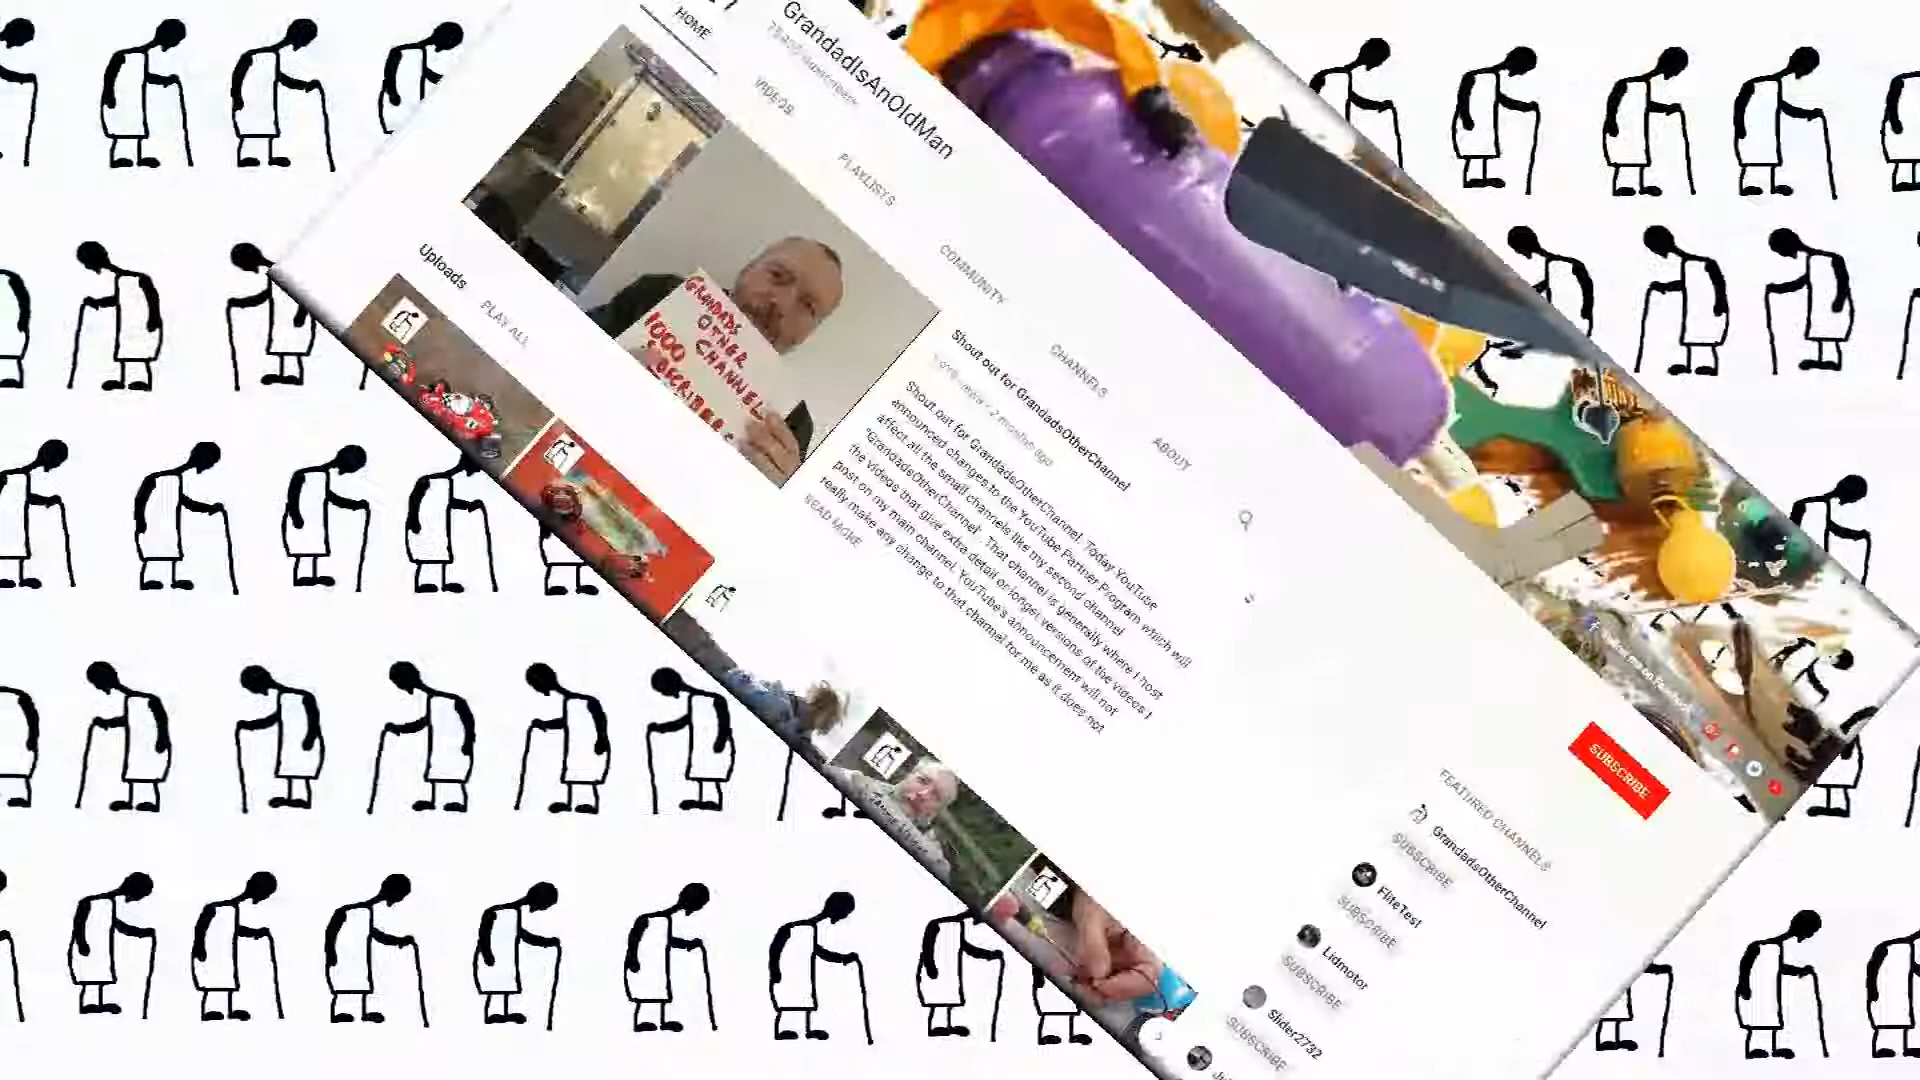 GrandadIsAnOldMan
HOME
VIDEOS
PLAYLISTS
COMMUNITY
CHANNELS
ABOUT
SUBSCRIBE
GRANDADS
OTHER
CHANNEL
1000
Shout out for GrandadsOtherChannel
2 months ago
Shout out for GrandadsOtherChannel. Today YouTube
announced changes to the YouTube Partner Program which will
affect all the small channels like my second channel
"GrandadsOtherChannel". That channel is generally where I host
the videos that give extra detail or longer versions of the videos I
post on my main channel. YouTube's announcement will not
really make any change to that channel for me as it does not
READ MORE
Uploads
PLAY ALL
FEATURED CHANNELS
GrandadsOtherChannel
SUBSCRIBE
FliteTest
SUBSCRIBE
Lidmotor
SUBSCRIBE
Slider2732
SUBSCRIBE